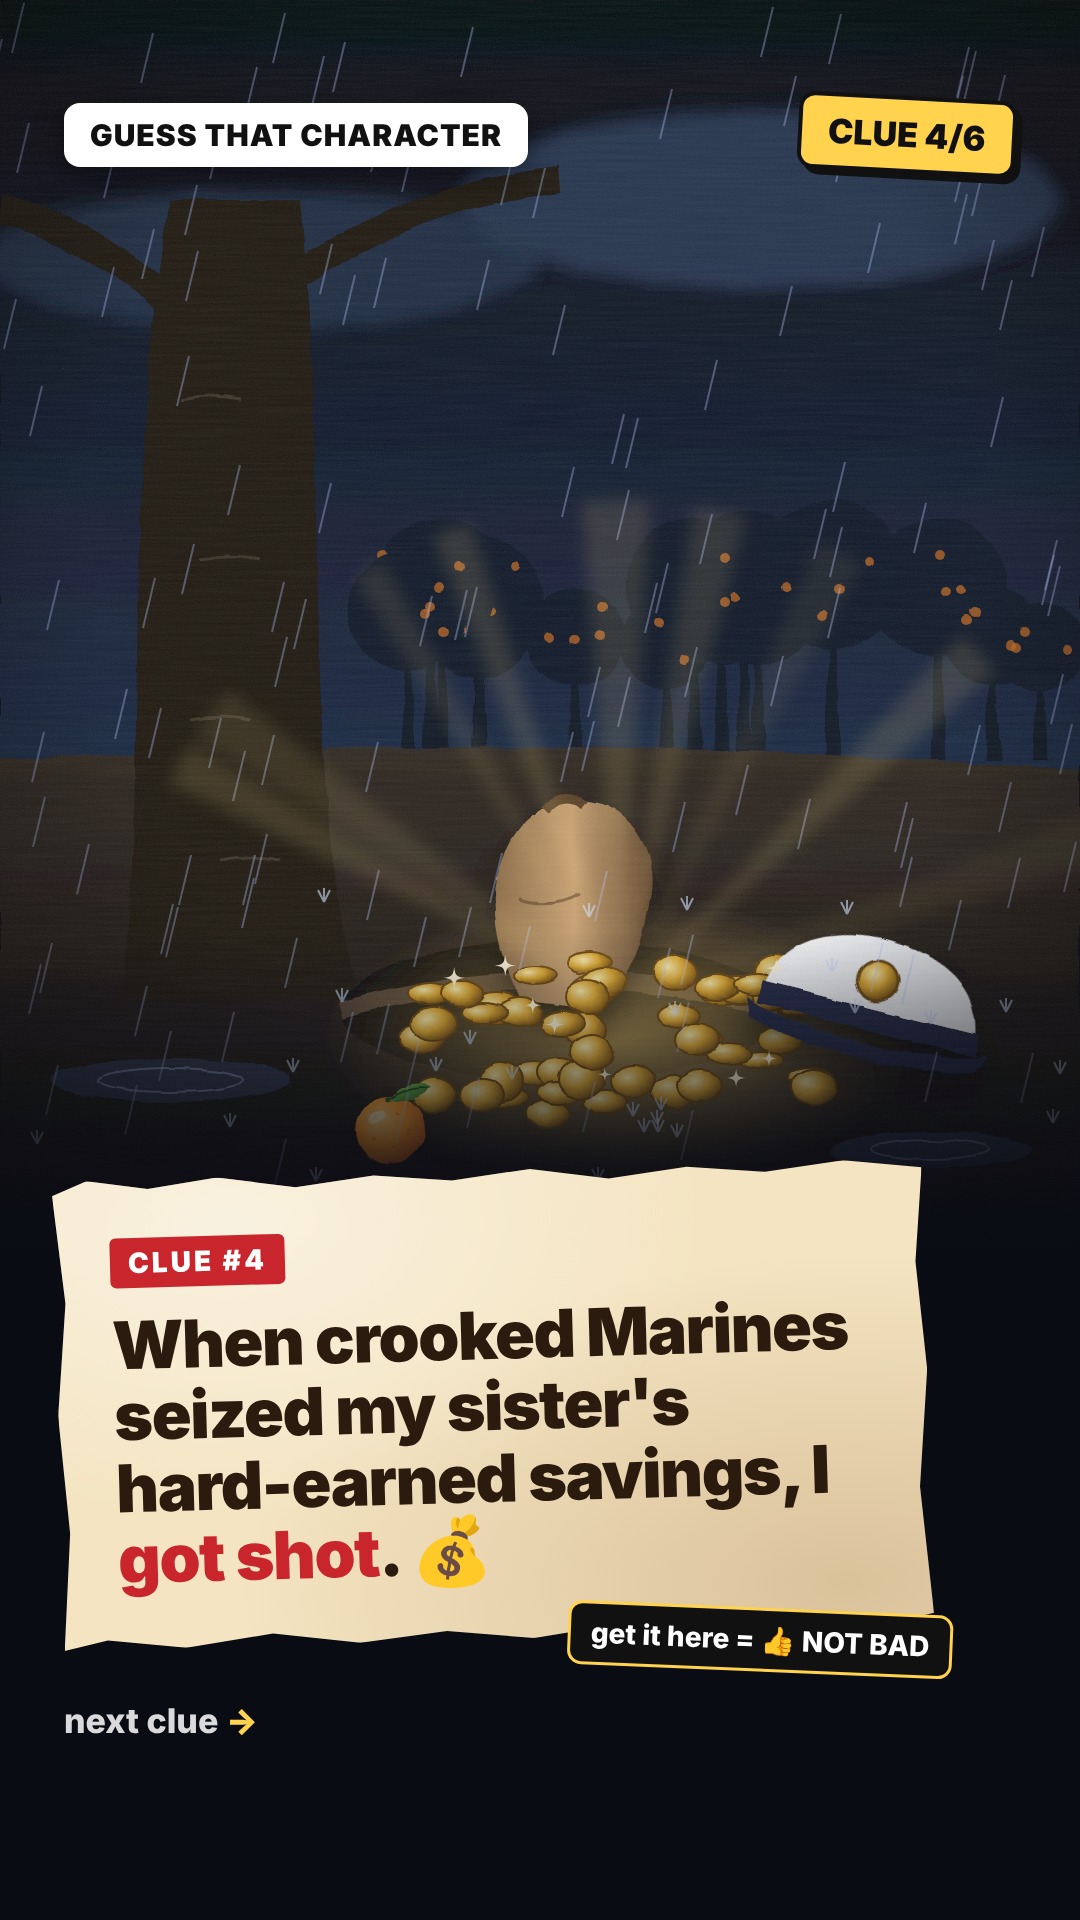 GUESS THAT CHARACTER
CLUE 4/6
CLUE #4
When crooked Marines
seized my sister's
hard-earned savings, I
got shot. 💰
get it here = 👍 NOT BAD
next clue →